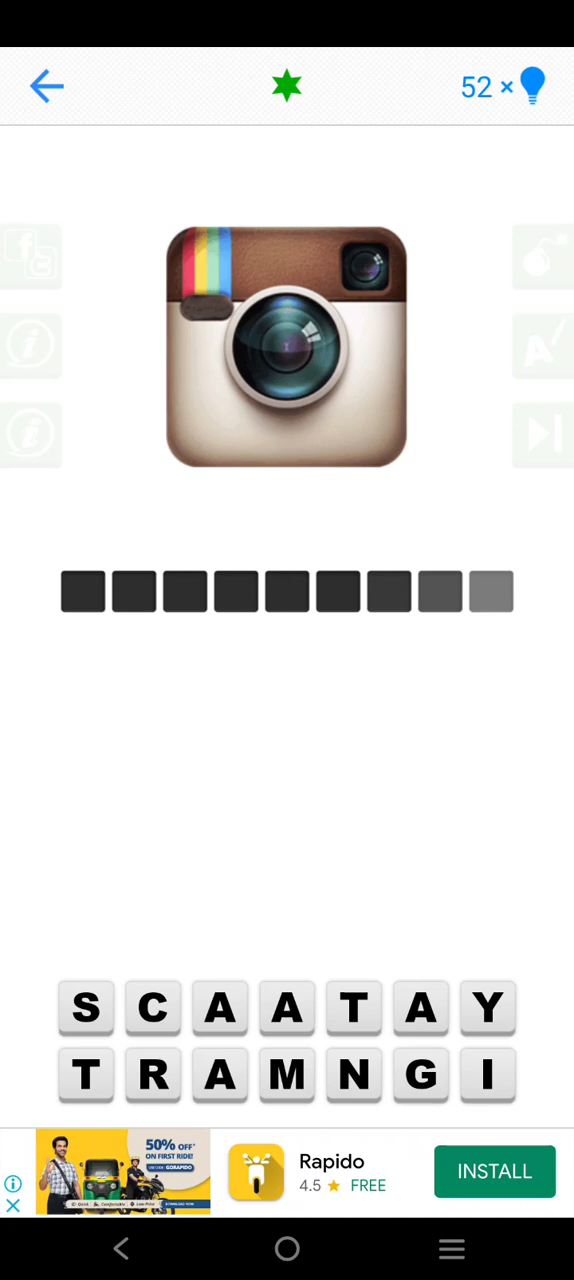 52 ×
S C A A T A Y
T R A M N G I
50% OFF*
ON FIRST RIDE!
Rapido
4.5 ★ FREE
INSTALL